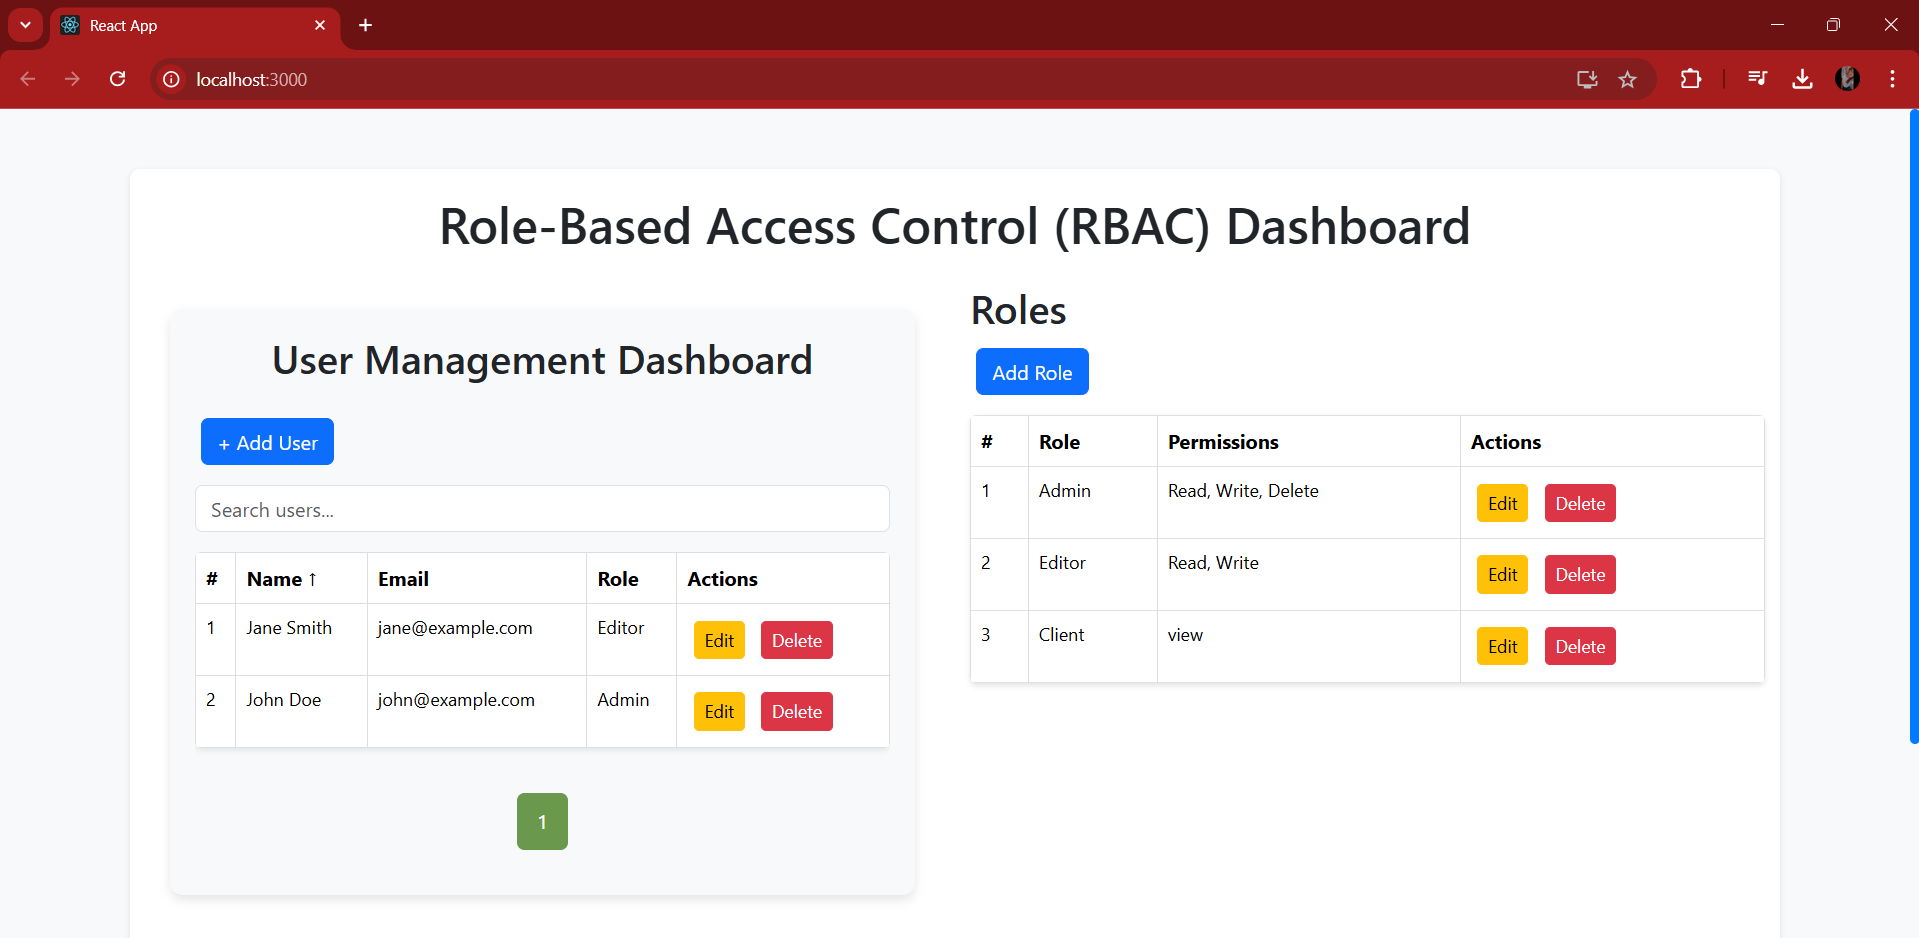 React App
localhost:3000
Role-Based Access Control (RBAC) Dashboard
User Management Dashboard
+ Add User
Search users...
# Name ↑ Email Role Actions
1 Jane Smith jane@example.com Editor Edit Delete
2 John Doe john@example.com Admin Edit Delete
1
Roles
Add Role
# Role Permissions Actions
1 Admin Read, Write, Delete Edit Delete
2 Editor Read, Write Edit Delete
3 Client view Edit Delete